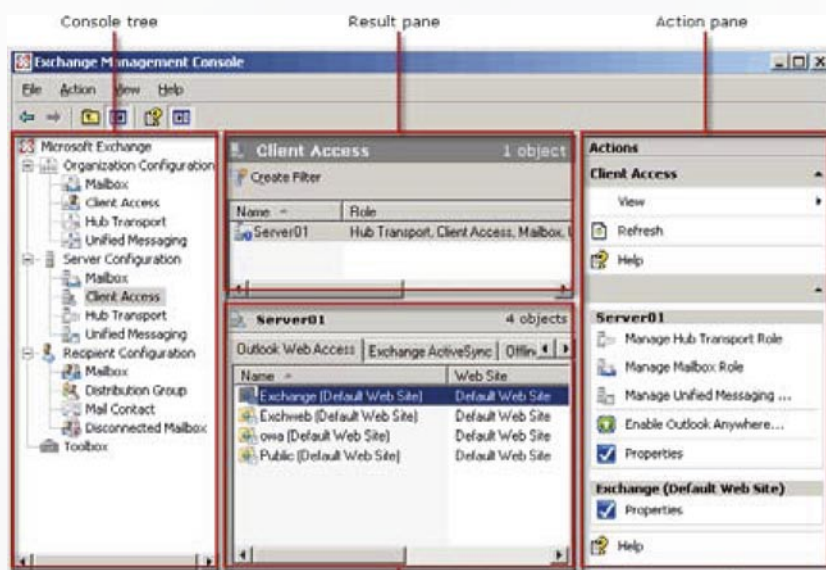 Console tree
Result pane
Action pane
Exchange Management Console
File Action View Help
Microsoft Exchange
Organization Configuration
Mailbox
Client Access
Hub Transport
Unified Messaging
Server Configuration
Mailbox
Client Access
Hub Transport
Unified Messaging
Recipient Configuration
Mailbox
Distribution Group
Mail Contact
Disconnected Mailbox
Toolbox
Client Access 1 object
Create Filter
Name Role
Server01 Hub Transport, Client Access, Mailbox, U
Server01 4 objects
Outlook Web Access Exchange ActiveSync Offlin
Name Web Site
Exchange (Default Web Site) Default Web Site
Exchweb (Default Web Site) Default Web Site
owa (Default Web Site) Default Web Site
Public (Default Web Site) Default Web Site
Actions
Client Access
View
Refresh
Help
Server01
Manage Hub Transport Role
Manage Mailbox Role
Manage Unified Messaging ...
Enable Outlook Anywhere...
Properties
Exchange (Default Web Site)
Properties
Help